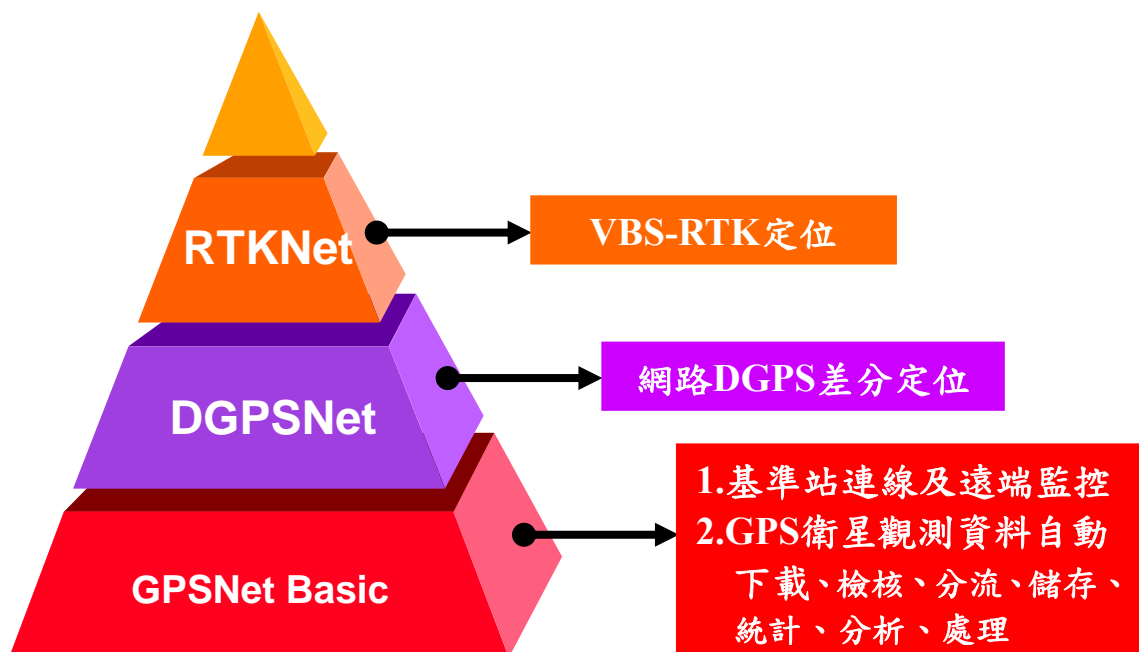 RTKNet
VBS-RTK定位
DGPSNet
網路DGPS差分定位
GPSNet Basic
1.基準站連線及遠端監控
2.GPS衛星觀測資料自動
下載、檢核、分流、儲存、
統計、分析、處理